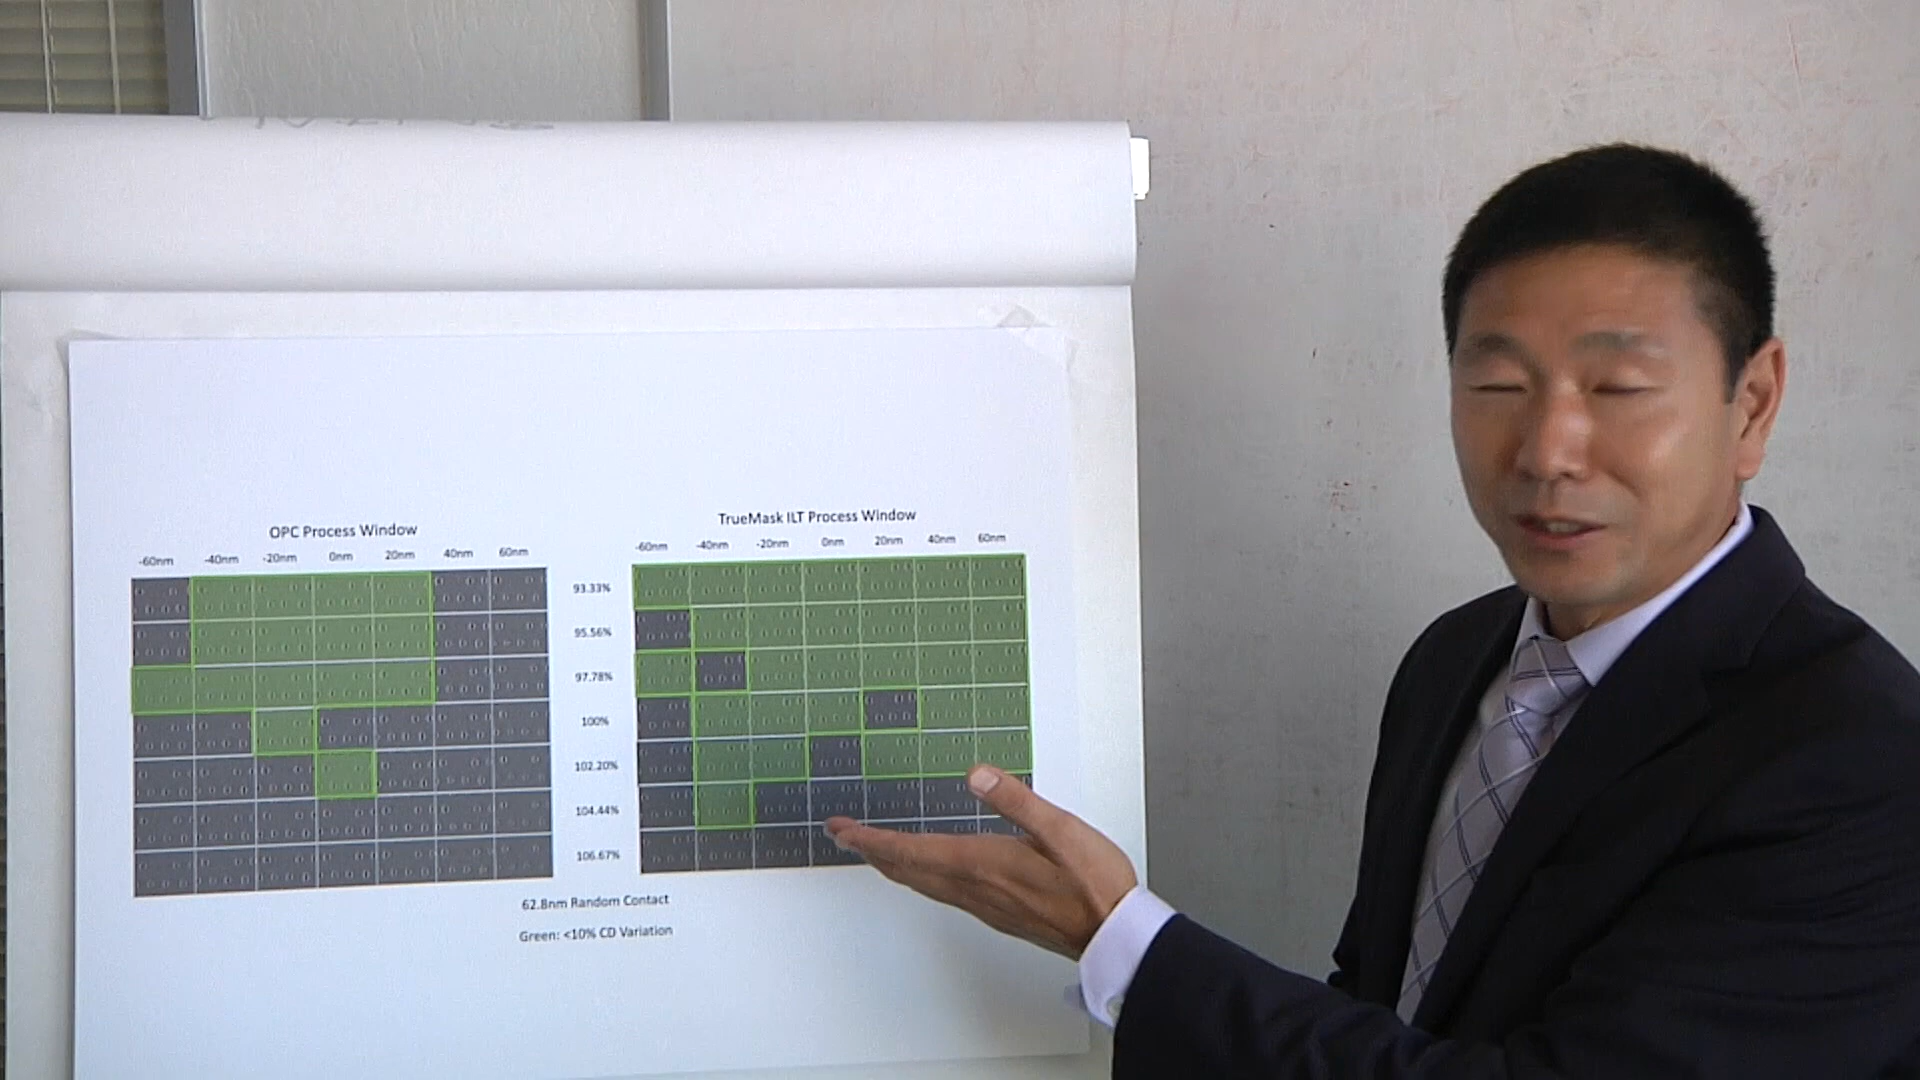 OPC Process Window
-60nm -40nm -20nm 0nm 20nm 40nm 60nm
TrueMask ILT Process Window
-60nm -40nm -20nm 0nm 20nm 40nm 60nm
93.33%
95.56%
97.78%
100%
102.20%
104.44%
106.67%
62.8nm Random Contact
Green: <10% CD Variation